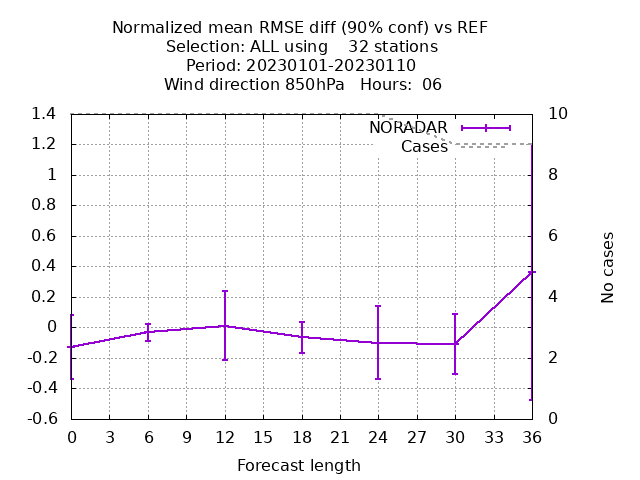 Normalized mean RMSE diff (90% conf) vs REF
Selection: ALL using    32 stations
Period: 20230101-20230110
Wind direction 850hPa   Hours:  06
1.4
1.2
1
0.8
0.6
0.4
0.2
0
-0.2
-0.4
-0.6
NORADAR
Cases
10
8
6
4
2
0
No cases
0 3 6 9 12 15 18 21 24 27 30 33 36
Forecast length